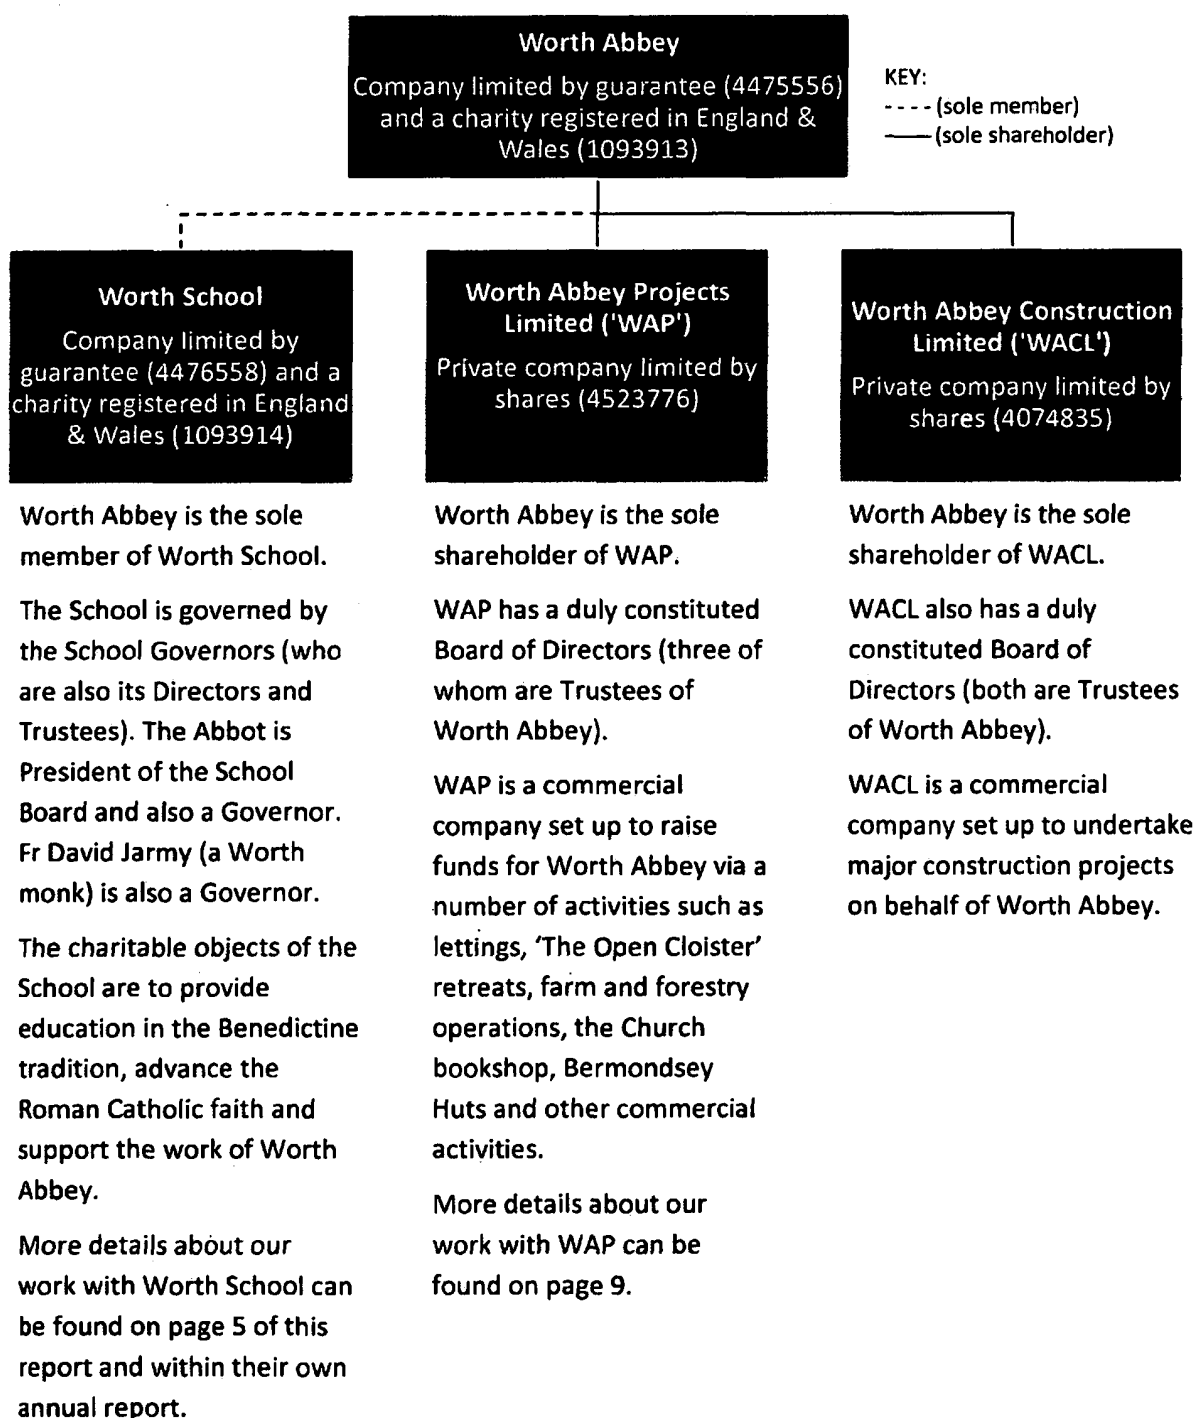 Worth Abbey
Company limited by guarantee (4475556)
and a charity registered in England &
Wales (1093913)
KEY:
---- (sole member)
—— (sole shareholder)
Worth School
Company limited by
guarantee (4476558) and a
charity registered in England
& Wales (1093914)
Worth Abbey is the sole
member of Worth School.
The School is governed by
the School Governors (who
are also its Directors and
Trustees). The Abbot is
President of the School
Board and also a Governor.
Fr David Jarmy (a Worth
monk) is also a Governor.
The charitable objects of the
School are to provide
education in the Benedictine
tradition, advance the
Roman Catholic faith and
support the work of Worth
Abbey.
More details about our
work with Worth School can
be found on page 5 of this
report and within their own
annual report.
Worth Abbey Projects
Limited ('WAP')
Private company limited by
shares (4523776)
Worth Abbey is the sole
shareholder of WAP.
WAP has a duly constituted
Board of Directors (three of
whom are Trustees of
Worth Abbey).
WAP is a commercial
company set up to raise
funds for Worth Abbey via a
number of activities such as
lettings, 'The Open Cloister'
retreats, farm and forestry
operations, the Church
bookshop, Bermondsey
Huts and other commercial
activities.
More details about our
work with WAP can be
found on page 9.
Worth Abbey Construction
Limited ('WACL')
Private company limited by
shares (4074835)
Worth Abbey is the sole
shareholder of WACL.
WACL also has a duly
constituted Board of
Directors (both are Trustees
of Worth Abbey).
WACL is a commercial
company set up to undertake
major construction projects
on behalf of Worth Abbey.